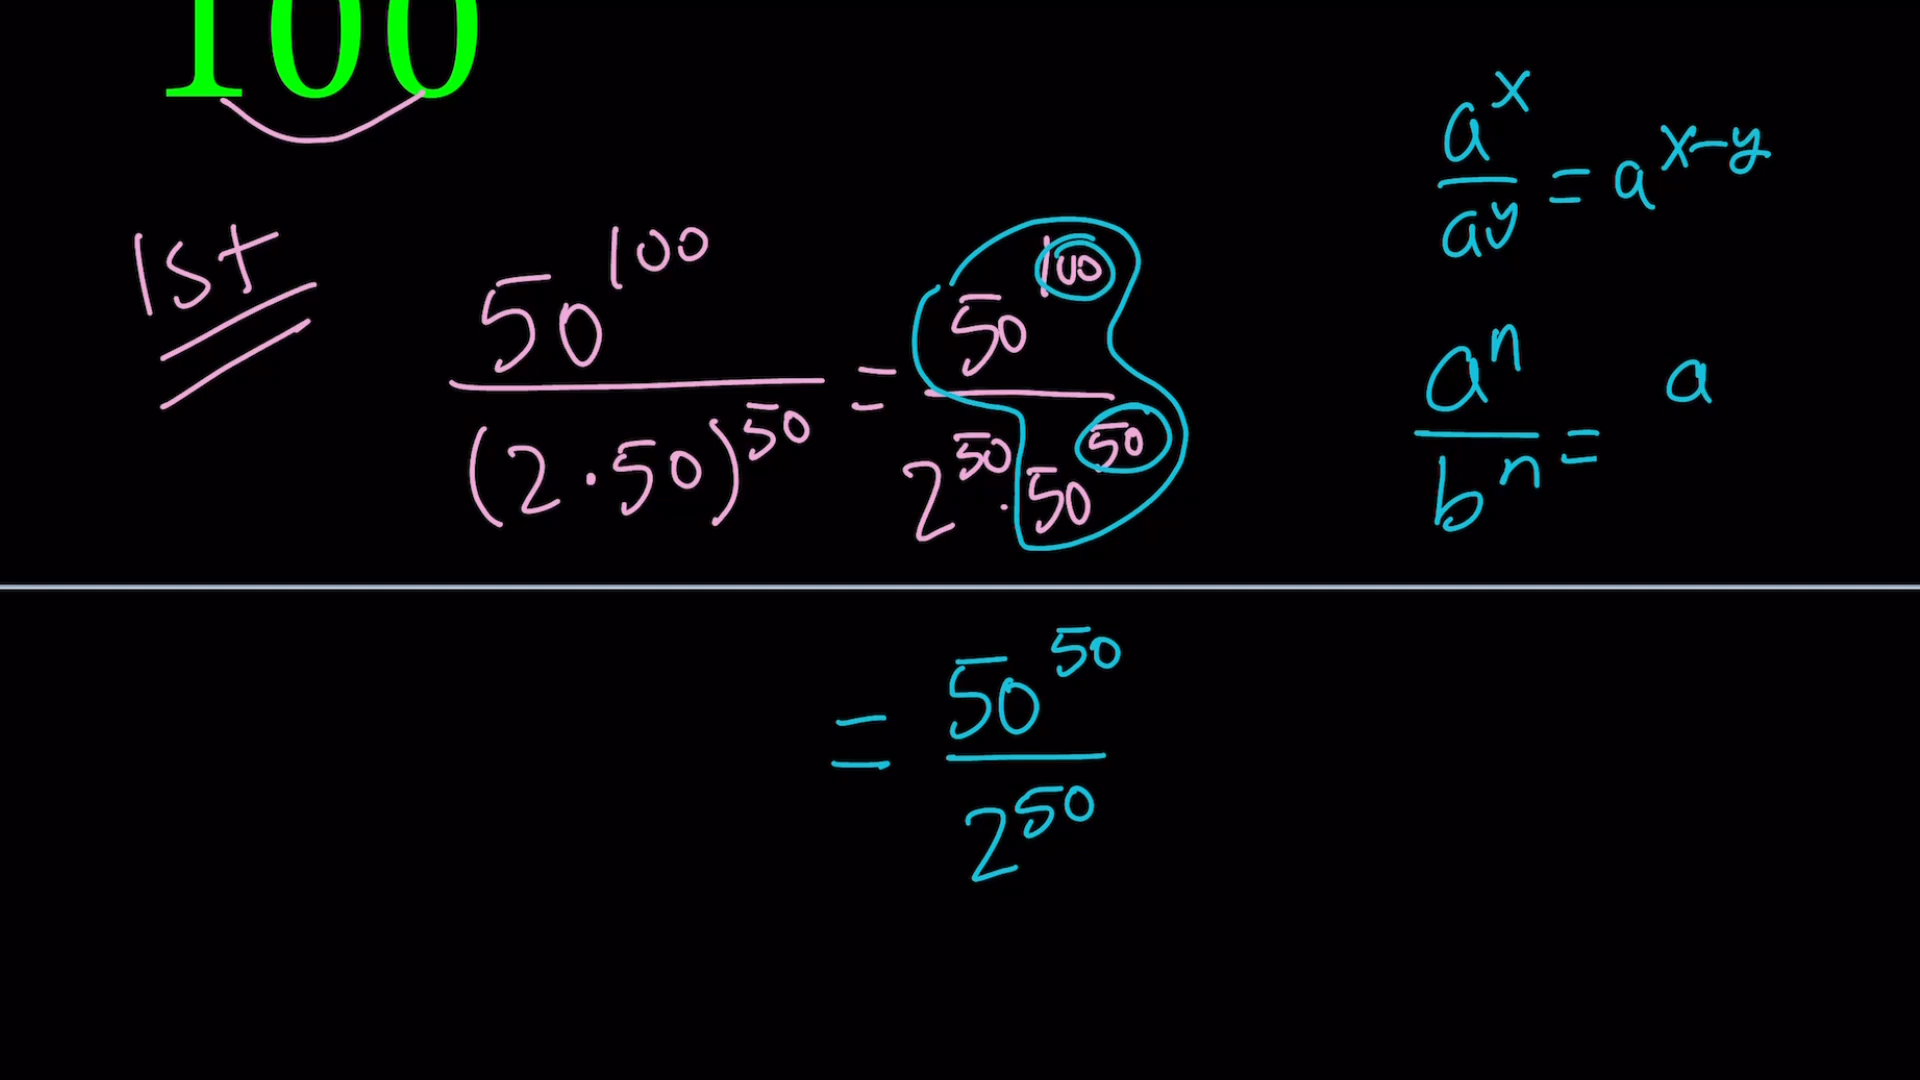 100
1st
50^100 / (2·50)^50 = 50^100 / 2^50 · 50^50
a^x / a^y = a^x-y
a^n / b^n = a
= 50^50 / 2^50